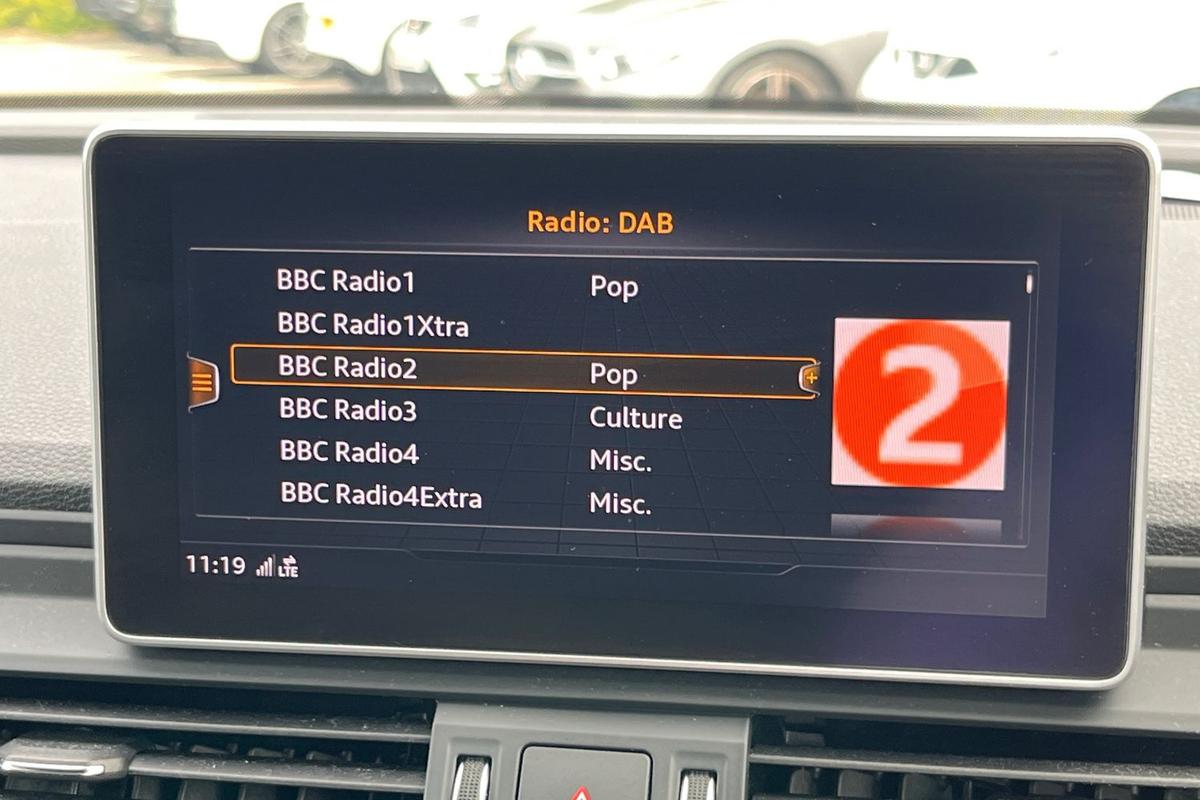 Radio: DAB
BBC Radio1 Pop
BBC Radio1Xtra
BBC Radio2 Pop +
2
BBC Radio3 Culture
BBC Radio4 Misc.
BBC Radio4Extra Misc.
11:19 LTE